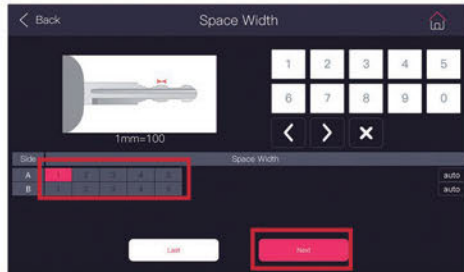 Back
Space Width
1 2 3 4 5
6 7 8 9 0
1mm=100
Side Space Width
A 1 2 3 4 5 auto
B 1 2 3 4 5 auto
Last Next